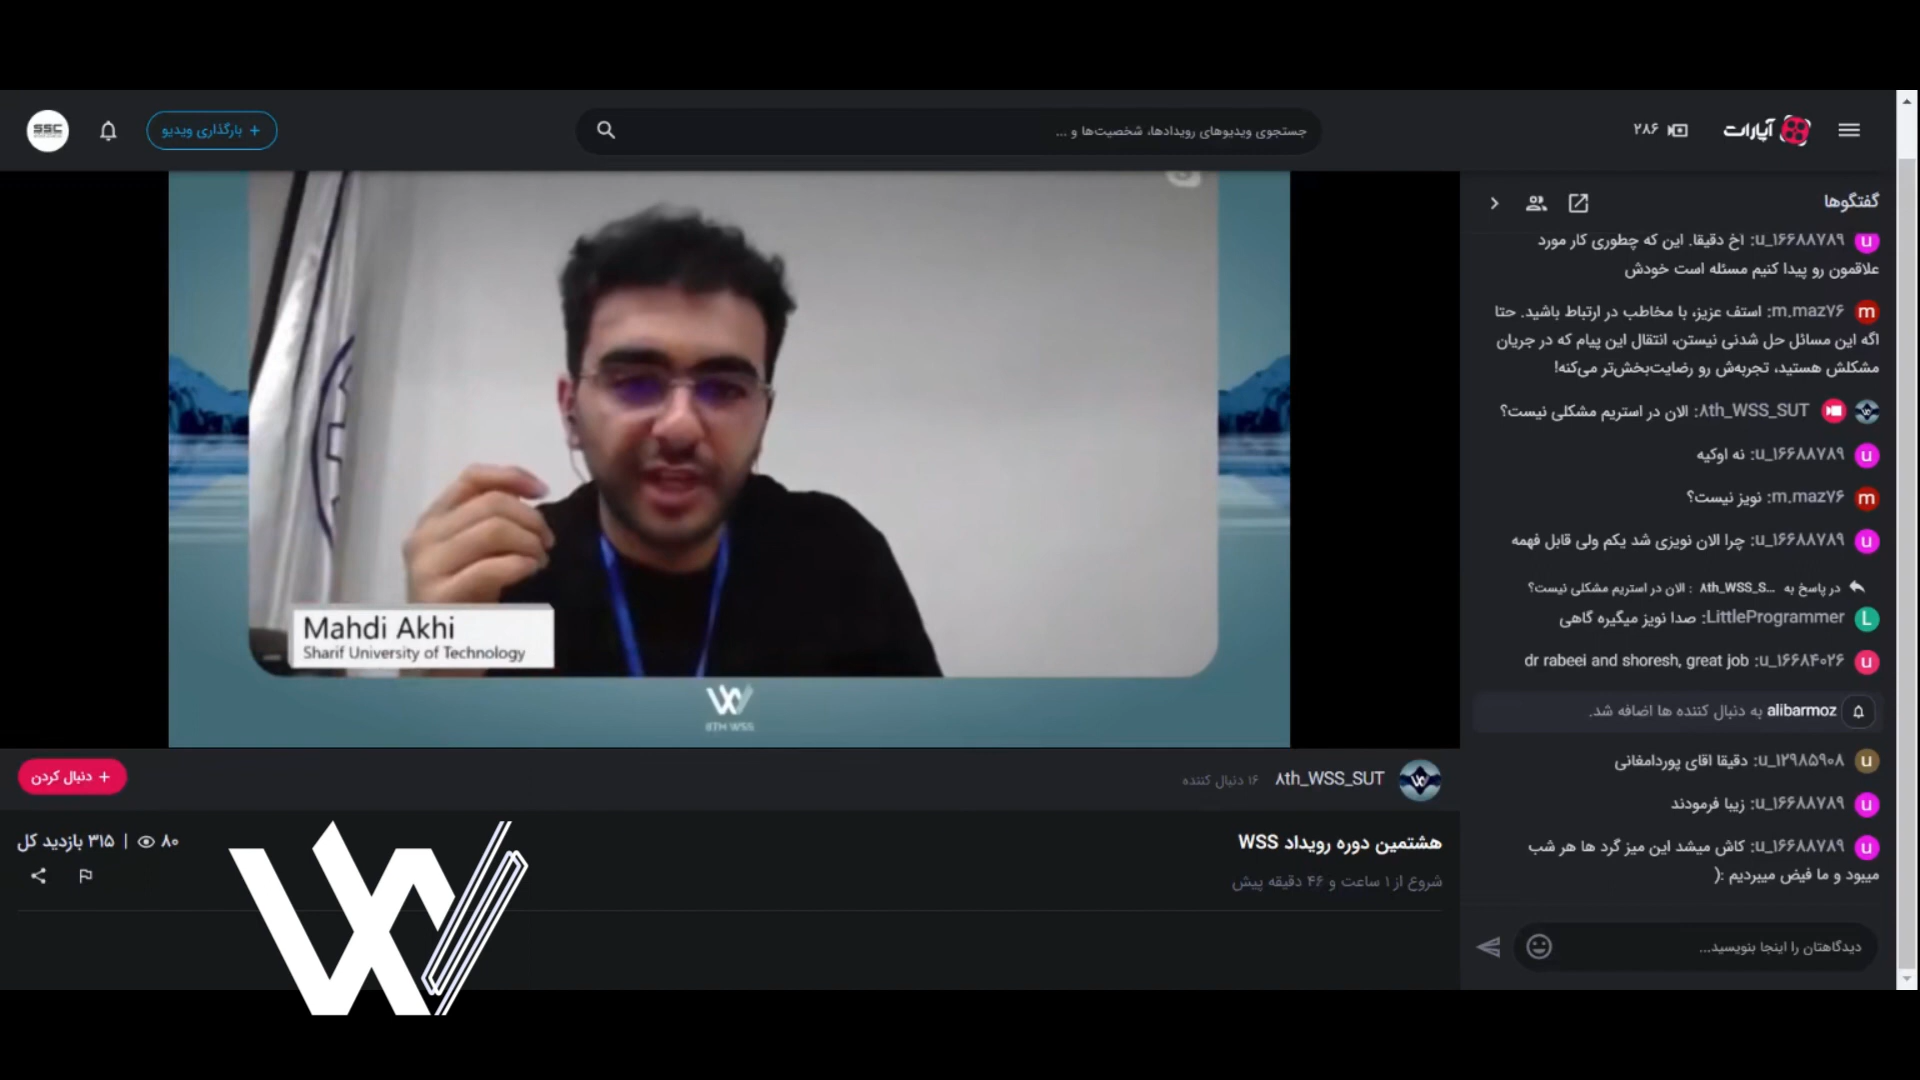 SSC
+ بارگذاری ویدیو
جستجوی ویدیوهای رویدادها، شخصیت‌ها و ...
۲۸۶
آپارات
گفتگوها
u_۱۶۶۸۸۷۸۹: آخ دقیقا. این که چطوری کار مورد
علاقمون رو پیدا کنیم مسئله است خودش
m.maz۷۶: استف عزیز، با مخاطب در ارتباط باشید. حتا
اگه این مسائل حل شدنی نیستن، انتقال این پیام که در جریان
مشکلش هستید، تجربه‌ش رو رضایت‌بخش‌تر می‌کنه!
۸th_WSS_SUT: الان در استریم مشکلی نیست؟
u_۱۶۶۸۸۷۸۹: نه اوکیه
m.maz۷۶: نویز نیست؟
u_۱۶۶۸۸۷۸۹: چرا الان نویزی شد یکم ولی قابل فهمه
در پاسخ به ۸th_WSS_S... : الان در استریم مشکلی نیست؟
LittleProgrammer: صدا نویز میگیره گاهی
u_۱۶۶۸۴۰۲۶: dr rabeei and shoresh, great job
alibarmoz به دنبال کننده ها اضافه شد.
u_۱۲۹۸۵۹۰۸: دقیقا اقای پوردامغانی
u_۱۶۶۸۸۷۸۹: زیبا فرمودند
u_۱۶۶۸۸۷۸۹: کاش میشد این میز گرد ها هر شب
میبود و ما فیض میبردیم :(
دیدگاهتان را اینجا بنویسید...
Mahdi Akhi
Sharif University of Technology
8TH WSS
۸th_WSS_SUT
۱۶ دنبال کننده
+ دنبال کردن
هشتمین دوره رویداد WSS
شروع از ۱ ساعت و ۴۶ دقیقه پیش
۸۰ | ۳۱۵ بازدید کل